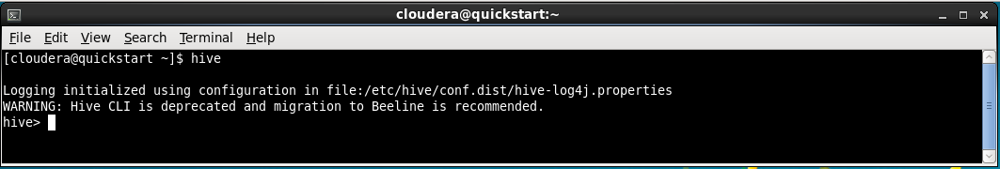 cloudera@quickstart:~
File Edit View Search Terminal Help
[cloudera@quickstart ~]$ hive
Logging initialized using configuration in file:/etc/hive/conf.dist/hive-log4j.properties
WARNING: Hive CLI is deprecated and migration to Beeline is recommended.
hive>